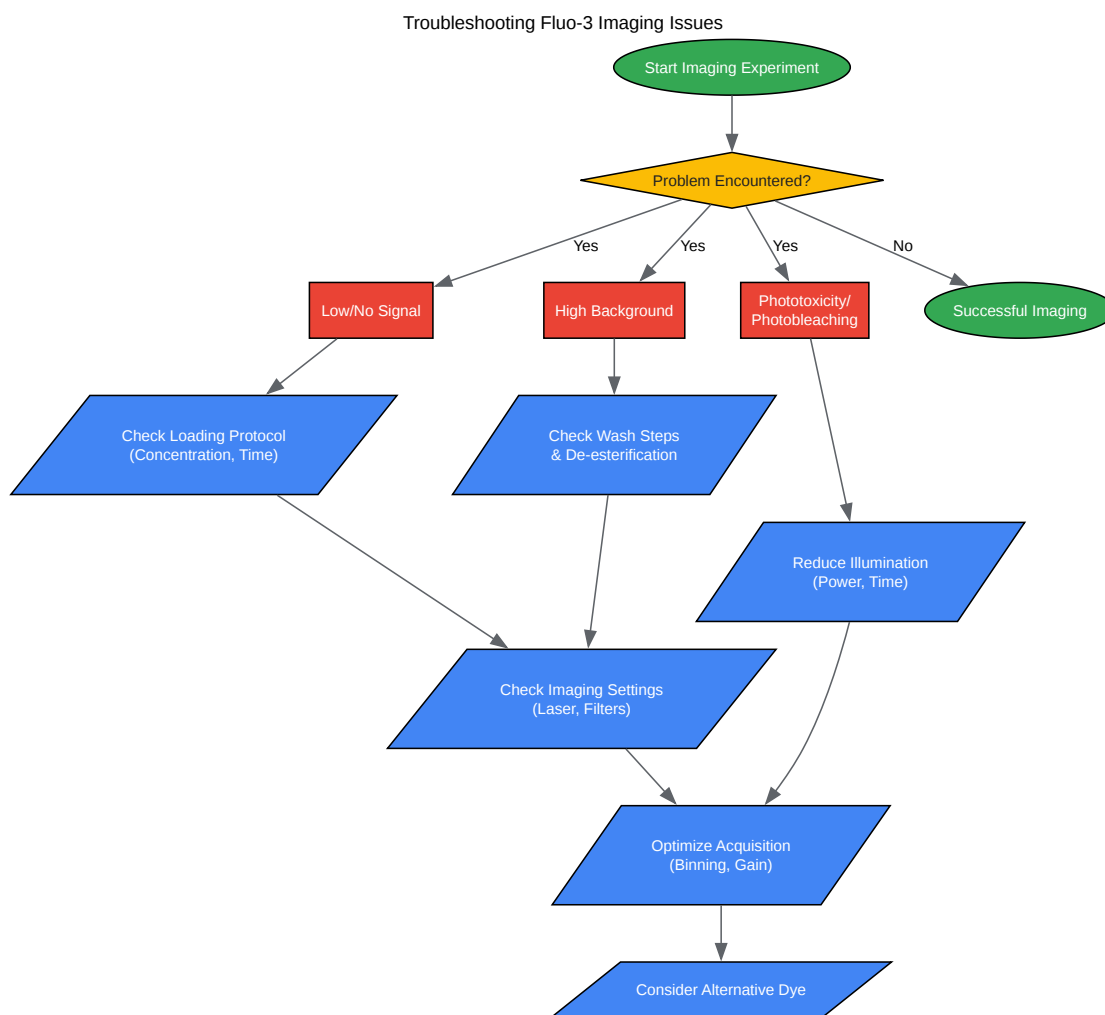 Troubleshooting Fluo-3 Imaging Issues
Start Imaging Experiment
Problem Encountered?
Yes
Yes
Yes
No
Low/No Signal
High Background
Phototoxicity/
Photobleaching
Successful Imaging
Check Loading Protocol
(Concentration, Time)
Check Wash Steps
& De-esterification
Reduce Illumination
(Power, Time)
Check Imaging Settings
(Laser, Filters)
Optimize Acquisition
(Binning, Gain)
Consider Alternative Dye